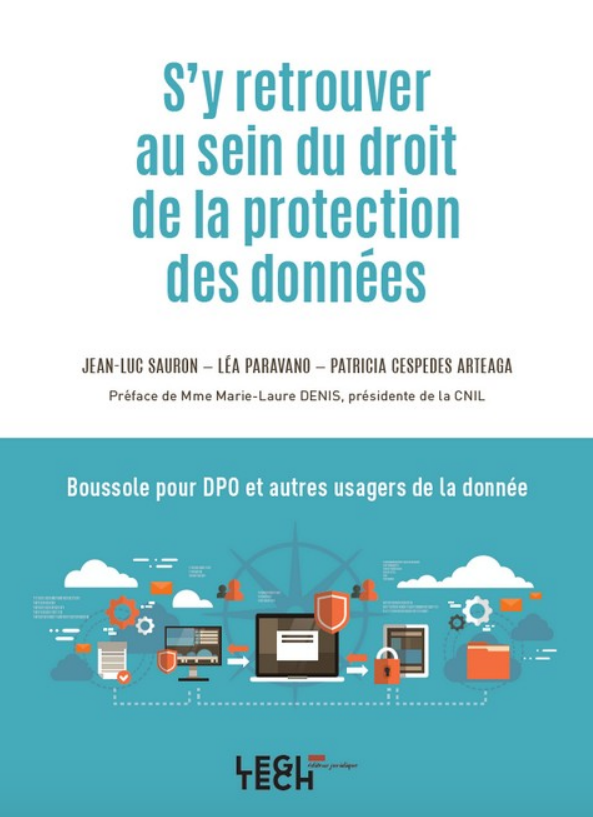 S'y retrouver
au sein du droit
de la protection
des données
JEAN-LUC SAURON – LÉA PARAVANO – PATRICIA CESPEDES ARTEAGA
Préface de Mme Marie-Laure DENIS, présidente de la CNIL
Boussole pour DPO et autres usagers de la donnée
LEGI
TECH
éditeur juridique